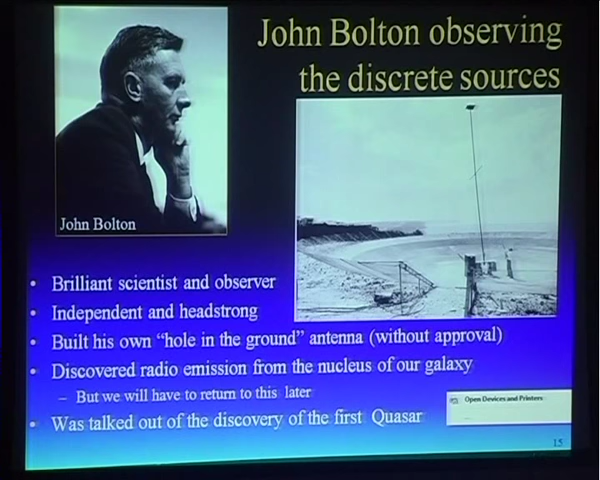 John Bolton observing
the discrete sources
John Bolton
• Brilliant scientist and observer
• Independent and headstrong
• Built his own “hole in the ground” antenna (without approval)
• Discovered radio emission from the nucleus of our galaxy
– But we will have to return to this later
• Was talked out of the discovery of the first Quasar
Open Devices and Printers
15